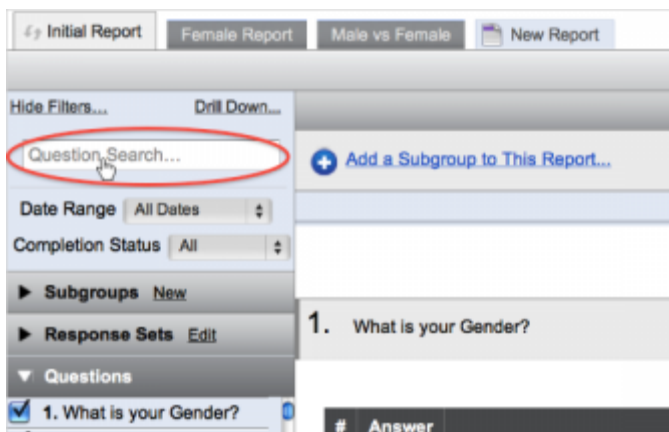 Initial Report
Female Report
Male vs Female
New Report
Hide Filters...
Drill Down...
Question Search...
Add a Subgroup to This Report...
Date Range All Dates
Completion Status All
Subgroups New
Response Sets Edit
1. What is your Gender?
Questions
1. What is your Gender?
# Answer